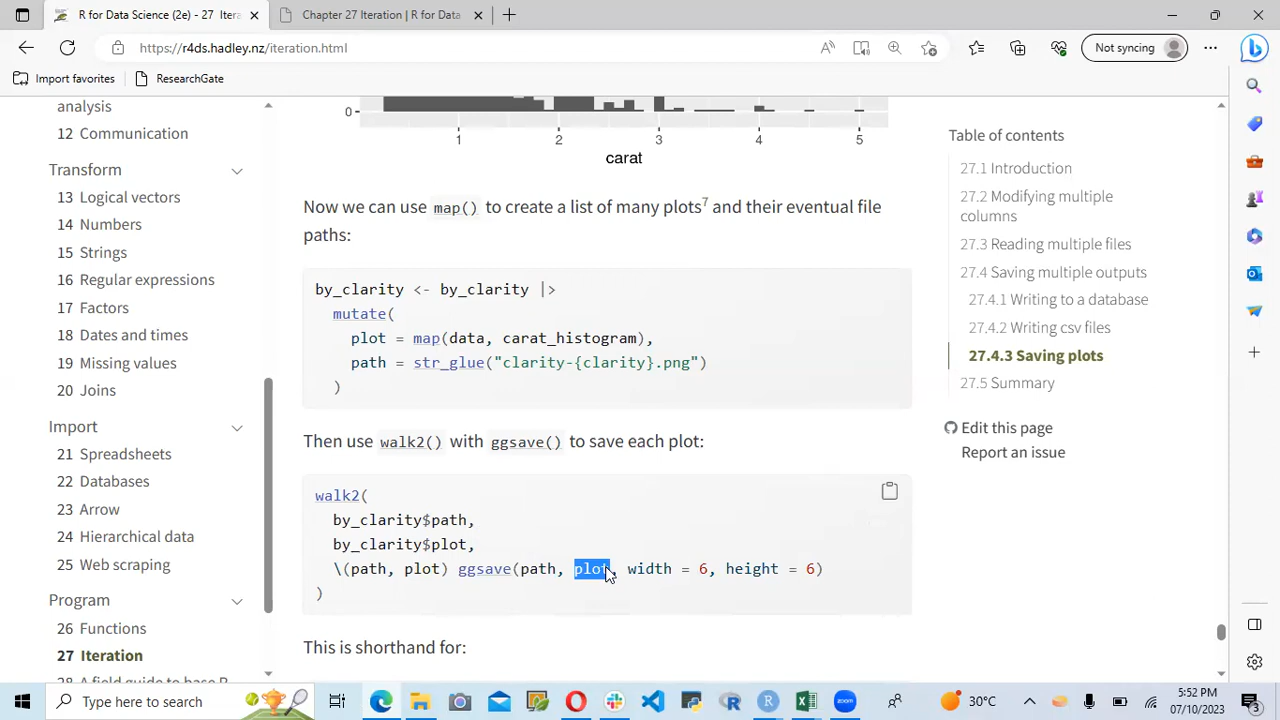 R for Data Science (2e) - 27 Itera
Chapter 27 Iteration | R for Data
https://r4ds.hadley.nz/iteration.html
Not syncing
Import favorites
ResearchGate
analysis
12 Communication
Transform
13 Logical vectors
14 Numbers
15 Strings
16 Regular expressions
17 Factors
18 Dates and times
19 Missing values
20 Joins
Import
21 Spreadsheets
22 Databases
23 Arrow
24 Hierarchical data
25 Web scraping
Program
26 Functions
27 Iteration
28 A field guide to base R
0
1 2 3 4 5
carat
Now we can use map() to create a list of many plots7 and their eventual file
paths:
by_clarity <- by_clarity |>
mutate(
plot = map(data, carat_histogram),
path = str_glue("clarity-{clarity}.png")
)
Then use walk2() with ggsave() to save each plot:
walk2(
by_clarity$path,
by_clarity$plot,
\(path, plot) ggsave(path, plot, width = 6, height = 6)
)
This is shorthand for:
Table of contents
27.1 Introduction
27.2 Modifying multiple
columns
27.3 Reading multiple files
27.4 Saving multiple outputs
27.4.1 Writing to a database
27.4.2 Writing csv files
27.4.3 Saving plots
27.5 Summary
Edit this page
Report an issue
Type here to search
zoom
30°C
5:52 PM
07/10/2023
3